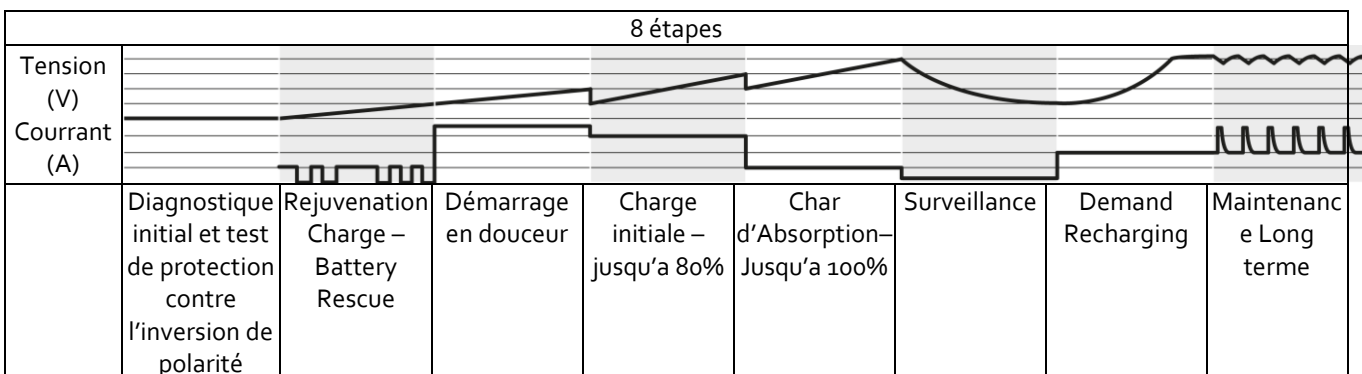 8 étapes
Tension
(V)
Courrant
(A)
Diagnostique
initial et test
de protection
contre
l'inversion de
polarité
Rejuvenation
Charge –
Battery
Rescue
Démarrage
en douceur
Charge
initiale –
jusqu'a 80%
Char
d'Absorption–
Jusqu'a 100%
Surveillance
Demand
Recharging
Maintenanc
e Long
terme